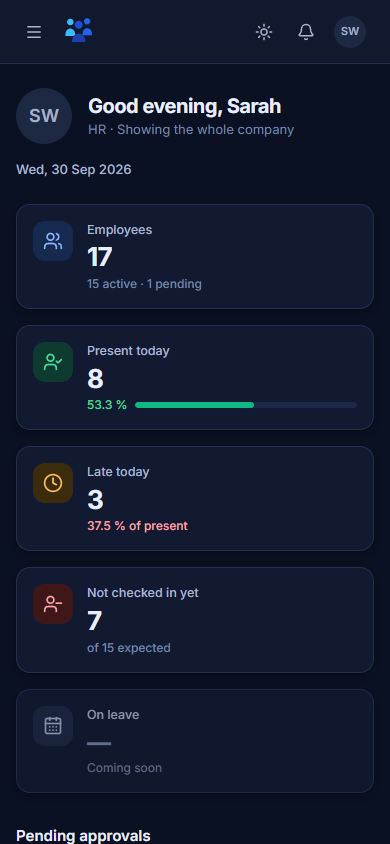 SW
SW
Good evening, Sarah
HR · Showing the whole company
Wed, 30 Sep 2026
Employees
17
15 active · 1 pending
Present today
8
53.3 %
Late today
3
37.5 % of present
Not checked in yet
7
of 15 expected
On leave
—
Coming soon
Pending approvals